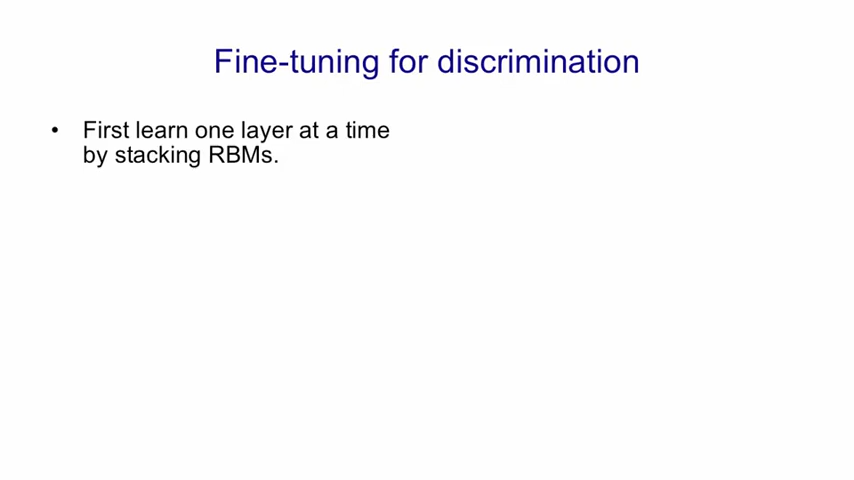 Fine-tuning for discrimination
• First learn one layer at a time
by stacking RBMs.